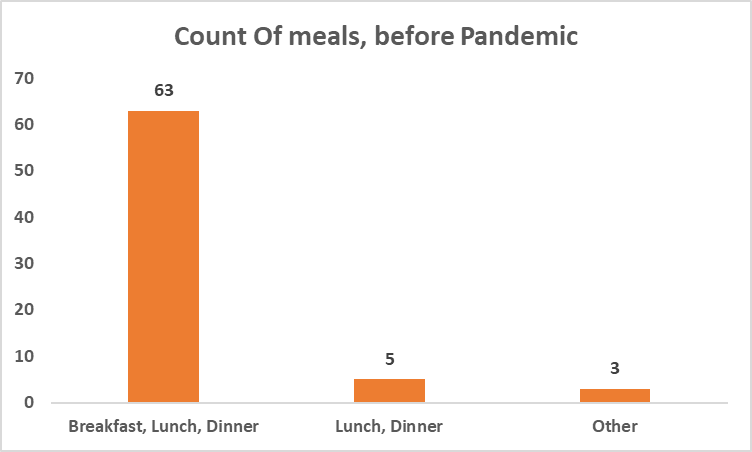 Count Of meals, before Pandemic
70
60
50
40
30
20
10
0
63
5
3
Breakfast, Lunch, Dinner
Lunch, Dinner
Other